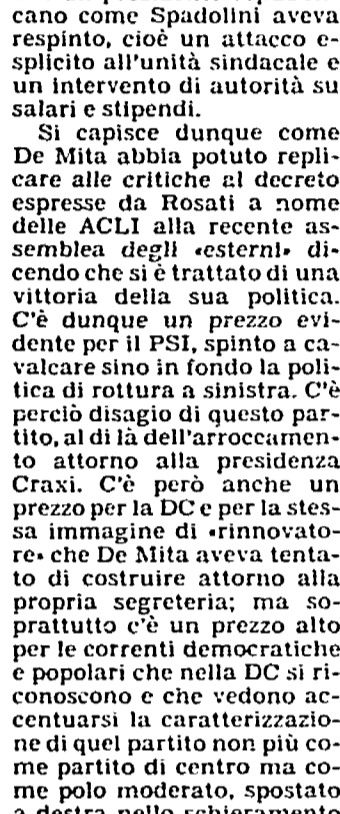 cano come Spadolini aveva
respinto, cioè un attacco e-
splicito all'unità sindacale e
un intervento di autorità su
salari e stipendi.
Si capisce dunque come
De Mita abbia potuto repli-
care alle critiche al decreto
espresse da Rosati a nome
delle ACLI alla recente as-
semblea degli «esterni» di-
cendo che si è trattato di una
vittoria della sua politica.
C'è dunque un prezzo evi-
dente per il PSI, spinto a ca-
valcare sino in fondo la poli-
tica di rottura a sinistra. C'è
perciò disagio di questo par-
tito, al di là dell'arroccamen-
to attorno alla presidenza
Craxi. C'è però anche un
prezzo per la DC e per la stes-
sa immagine di «rinnovato-
re» che De Mita aveva tenta-
to di costruire attorno alla
propria segreteria; ma so-
prattutto c'è un prezzo alto
per le correnti democratiche
e popolari che nella DC si ri-
conoscono e che vedono ac-
centuarsi la caratterizzazio-
ne di quel partito non più co-
me partito di centro ma co-
me polo moderato, spostato
a destra nello schieramento